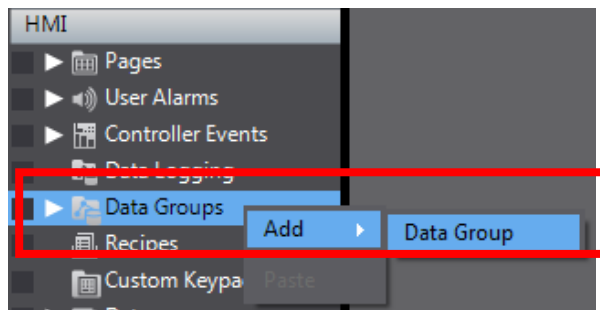 HMI
Pages
User Alarms
Controller Events
Data Logging
Data Groups
Add
Data Group
Recipes
Custom Keypa
Paste